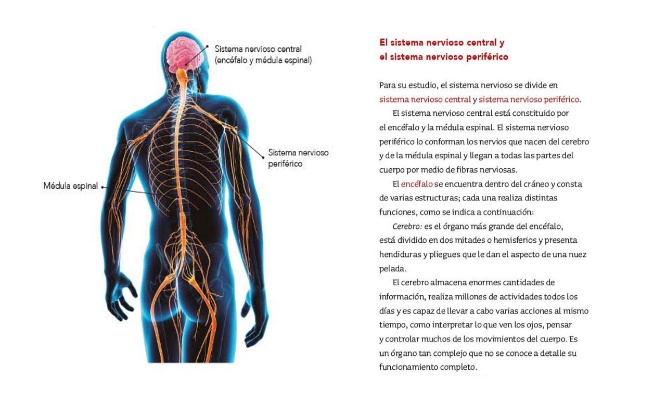 Sistema nervioso central
(encéfalo y médula espinal)
Sistema nervioso
periférico
Médula espinal
El sistema nervioso central y
el sistema nervioso periférico
Para su estudio, el sistema nervioso se divide en
sistema nervioso central y sistema nervioso periférico.
El sistema nervioso central está constituido por
el encéfalo y la médula espinal. El sistema nervioso
periférico lo conforman los nervios que nacen del cerebro
y de la médula espinal y llegan a todas las partes del
cuerpo por medio de fibras nerviosas.
El encéfalo se encuentra dentro del cráneo y consta
de varias estructuras; cada una realiza distintas
funciones, como se indica a continuación:
Cerebro: es el órgano más grande del encéfalo,
está dividido en dos mitades o hemisferios y presenta
hendiduras y pliegues que le dan el aspecto de una nuez
pelada.
El cerebro almacena enormes cantidades de
información, realiza millones de actividades todos los
días y es capaz de llevar a cabo varias acciones al mismo
tiempo, como interpretar lo que ven los ojos, pensar
y controlar muchos de los movimientos del cuerpo. Es
un órgano tan complejo que no se conoce a detalle su
funcionamiento completo.